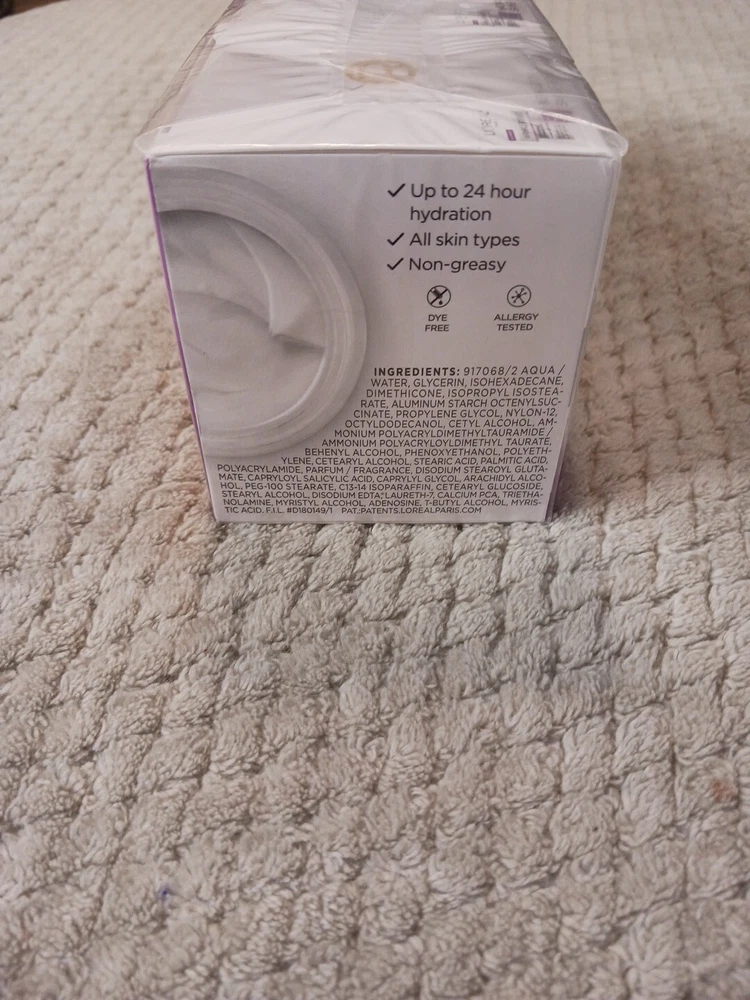 ✓ Up to 24 hour
hydration
✓ All skin types
✓ Non-greasy
DYE
FREE
ALLERGY
TESTED
INGREDIENTS: 917068/2 AQUA /
WATER, GLYCERIN, ISOHEXADECANE,
DIMETHICONE, ISOPROPYL ISOSTEA-
RATE, ALUMINUM STARCH OCTENYLSUC-
CINATE, PROPYLENE GLYCOL, NYLON-12,
OCTYLDODECANOL, CETYL ALCOHOL, AM-
MONIUM POLYACRYLDIMETHYLTAURAMIDE /
AMMONIUM POLYACRYLOYLDIMETHYL TAURATE,
BEHENYL ALCOHOL, PHENOXYETHANOL, POLYETH-
YLENE, CETEARYL ALCOHOL, STEARIC ACID, PALMITIC ACID,
POLYACRYLAMIDE, PARFUM / FRAGRANCE, DISODIUM STEAROYL GLUTA-
MATE, CAPRYLOYL SALICYLIC ACID, CAPRYLYL GLYCOL, ARACHIDYL ALCO-
HOL, PEG-100 STEARATE, C13-14 ISOPARAFFIN, CETEARYL GLUCOSIDE,
STEARYL ALCOHOL, DISODIUM EDTA, LAURETH-7, CALCIUM PCA, TRIETHA-
NOLAMINE, MYRISTYL ALCOHOL, ADENOSINE, T-BUTYL ALCOHOL, MYRIS-
TIC ACID. F.I.L. #D180149/1 PAT.:PATENTS.LOREALPARIS.COM